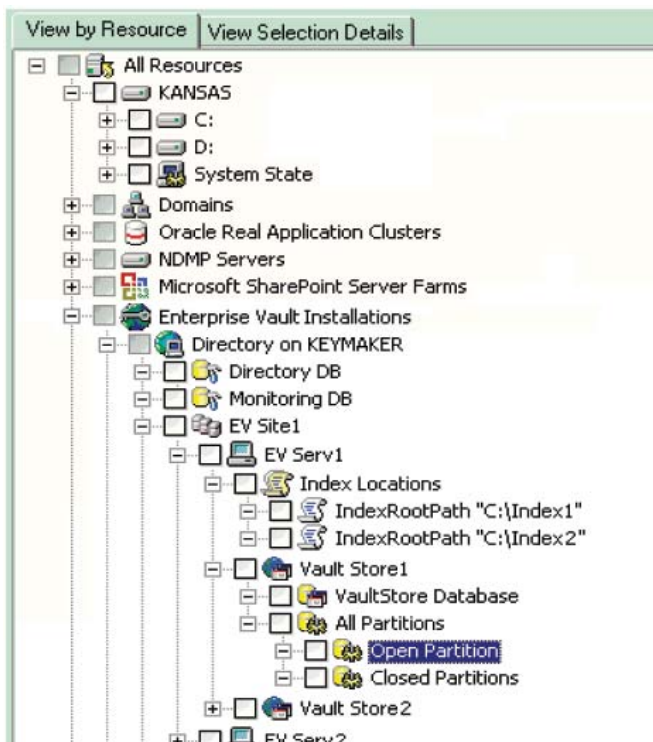 View by Resource View Selection Details
All Resources
KANSAS
C:
D:
System State
Domains
Oracle Real Application Clusters
NDMP Servers
Microsoft SharePoint Server Farms
Enterprise Vault Installations
Directory on KEYMAKER
Directory DB
Monitoring DB
EV Site1
EV Serv1
Index Locations
IndexRootPath "C:\Index1"
IndexRootPath "C:\Index2"
Vault Store1
VaultStore Database
All Partitions
Open Partition
Closed Partitions
Vault Store2
EV Serv2